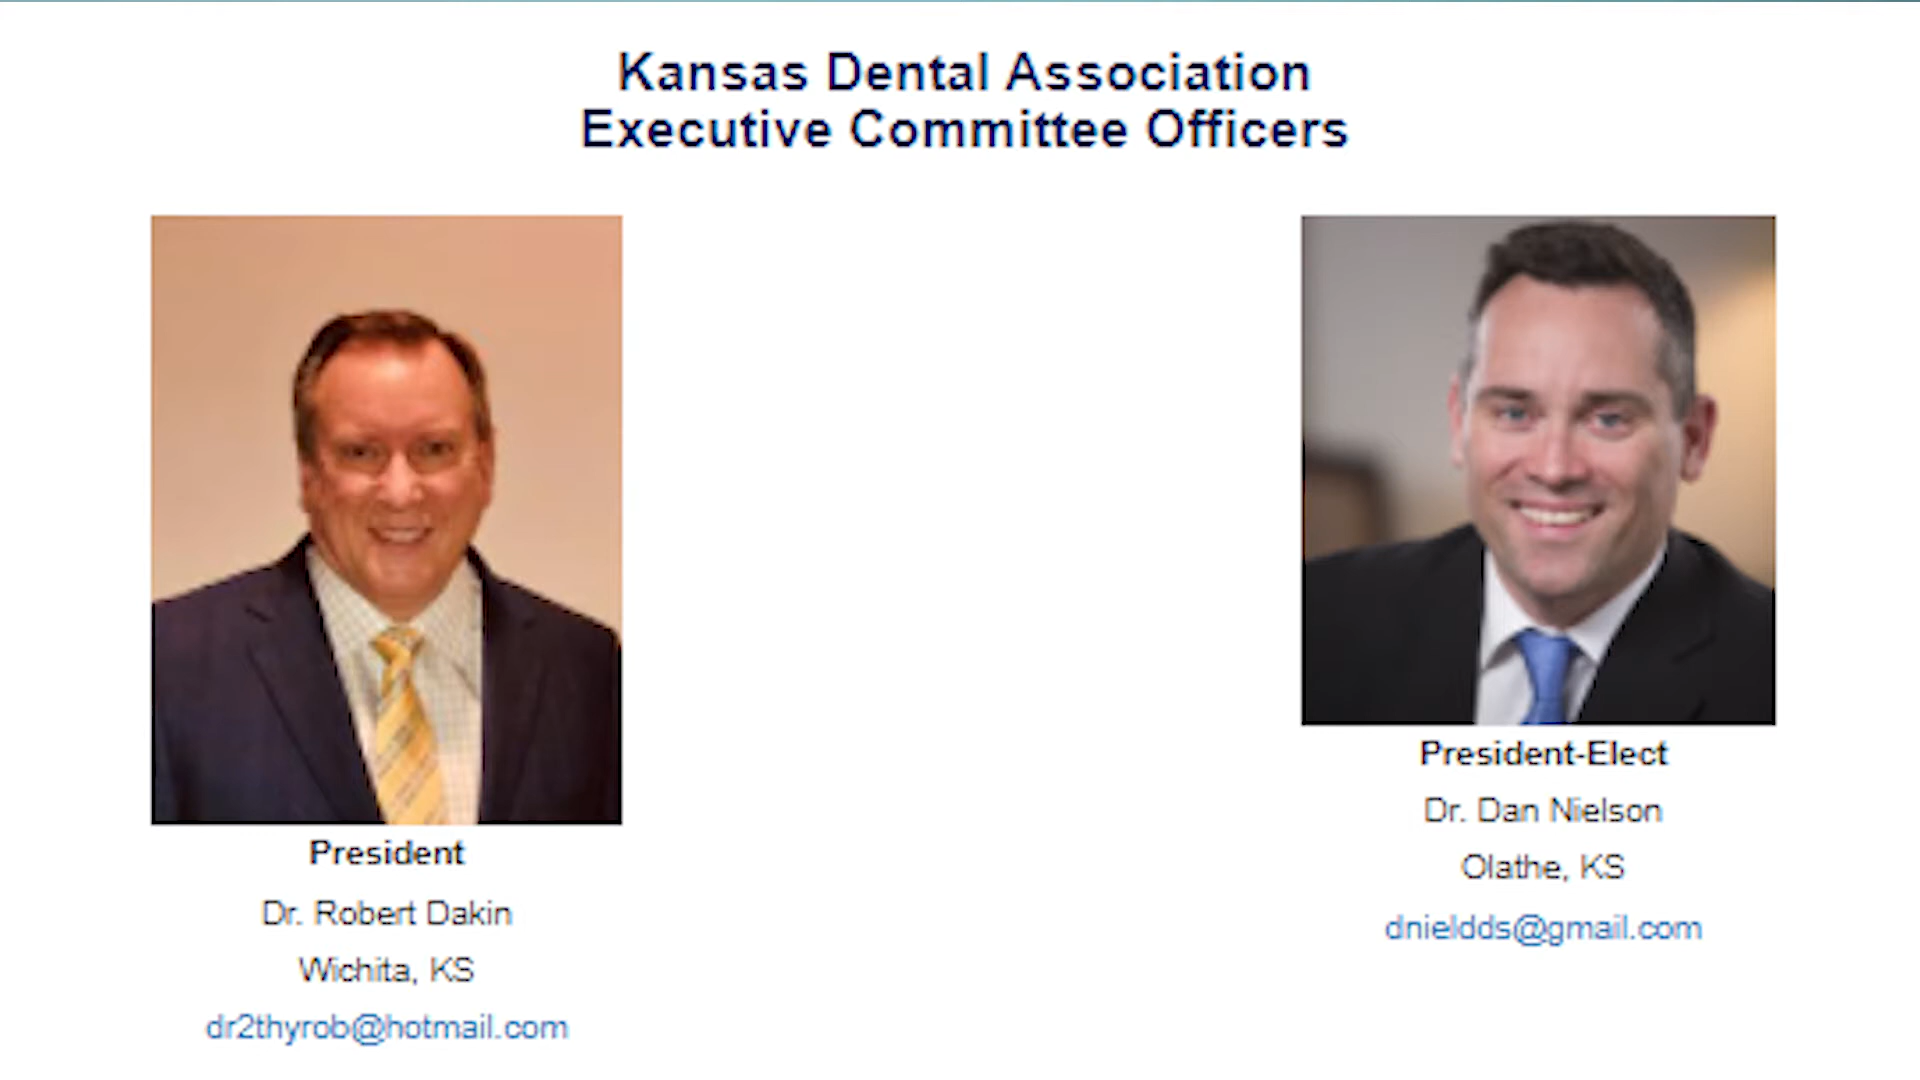 Kansas Dental Association
Executive Committee Officers
President
Dr. Robert Dakin
Wichita, KS
dr2thyrob@hotmail.com
President-Elect
Dr. Dan Nielson
Olathe, KS
dnieldds@gmail.com